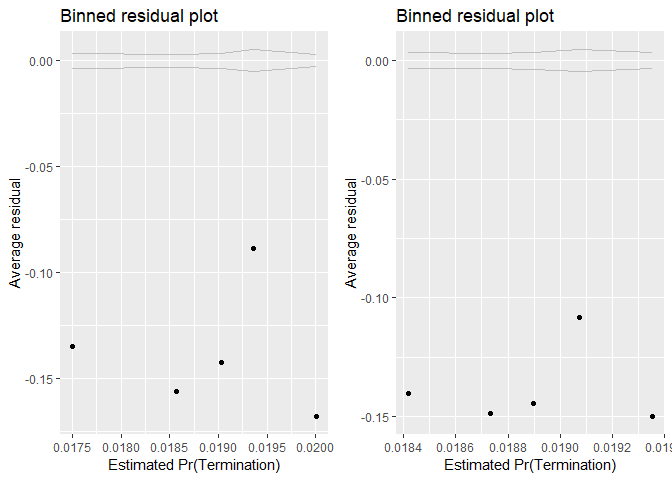 Binned residual plot
0.00
-0.05
-0.10
-0.15
Average residual
0.0175 0.0180 0.0185 0.0190 0.0195 0.0200
Estimated Pr(Termination)
Binned residual plot
0.00
-0.05
-0.10
-0.15
Average residual
0.0184 0.0186 0.0188 0.0190 0.0192 0.019
Estimated Pr(Termination)